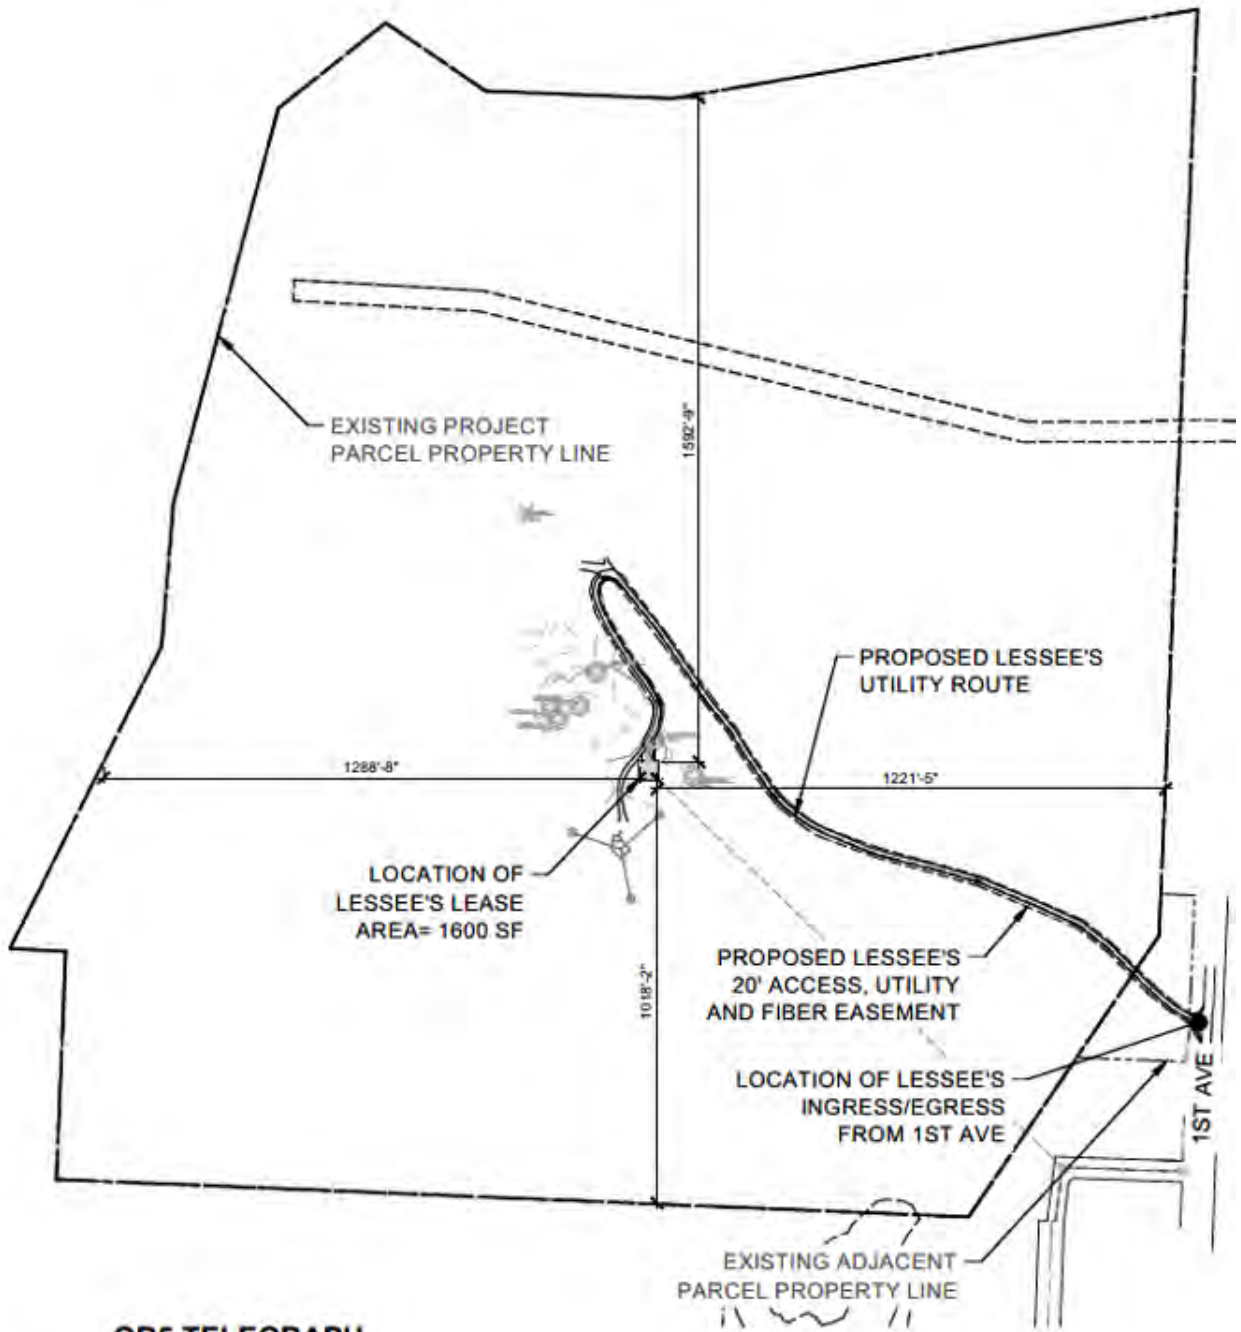 1592'-9"
EXISTING PROJECT
PARCEL PROPERTY LINE
PROPOSED LESSEE'S
UTILITY ROUTE
1288'-8"
1221'-5"
LOCATION OF
LESSEE'S LEASE
AREA= 1600 SF
1018'-2"
PROPOSED LESSEE'S
20' ACCESS, UTILITY
AND FIBER EASEMENT
LOCATION OF LESSEE'S
INGRESS/EGRESS
FROM 1ST AVE
1ST AVE
EXISTING ADJACENT
PARCEL PROPERTY LINE
TELEGRAPH